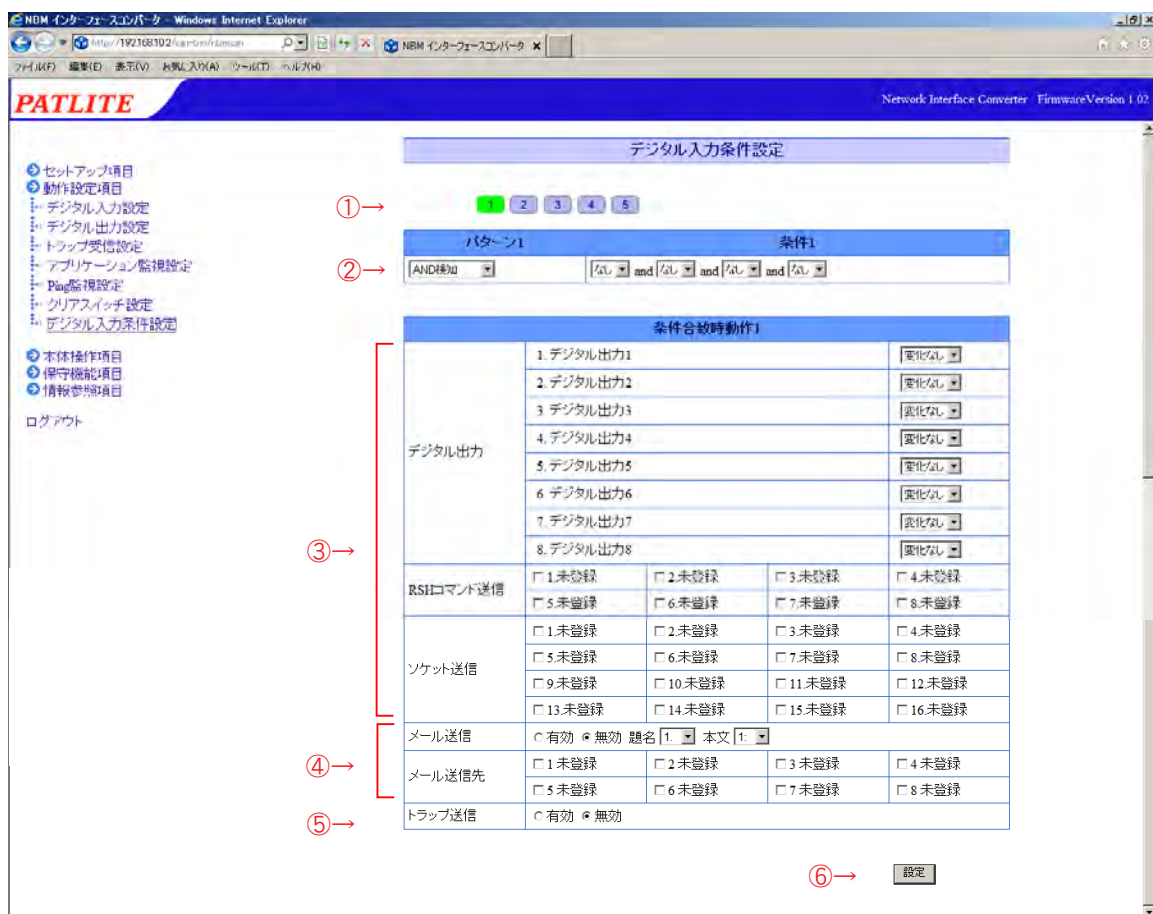 NBM インターフェースコンバータ - Windows Internet Explorer
NBM インターフェースコンバータ
ファイル(F) 編集(E) 表示(V) お気に入り(A) ツール(T) ヘルプ(H)
PATLITE
Network Interface Converter FirmwareVersion 1.02
セットアップ項目
動作設定項目
デジタル入力設定
デジタル出力設定
トラップ受信設定
アプリケーション監視設定
Ping監視設定
クリアスイッチ設定
デジタル入力条件設定
本体操作項目
保守機能項目
情報参照項目
ログアウト
デジタル入力条件設定
①→ 1 2 3 4 5
パターン1 条件1
②→ AND検知 なし and なし and なし and なし
条件合致時動作1
③→
デジタル出力
1.デジタル出力1 変化なし
2.デジタル出力2 変化なし
3.デジタル出力3 変化なし
4.デジタル出力4 変化なし
5.デジタル出力5 変化なし
6.デジタル出力6 変化なし
7.デジタル出力7 変化なし
8.デジタル出力8 変化なし
RSHコマンド送信
1.未登録 2.未登録 3.未登録 4.未登録
5.未登録 6.未登録 7.未登録 8.未登録
ソケット送信
1.未登録 2.未登録 3.未登録 4.未登録
5.未登録 6.未登録 7.未登録 8.未登録
9.未登録 10.未登録 11.未登録 12.未登録
13.未登録 14.未登録 15.未登録 16.未登録
④→
メール送信 有効 無効 題名 1: 本文 1:
メール送信先
1.未登録 2.未登録 3.未登録 4.未登録
5.未登録 6.未登録 7.未登録 8.未登録
⑤→
トラップ送信 有効 無効
⑥→ 設定